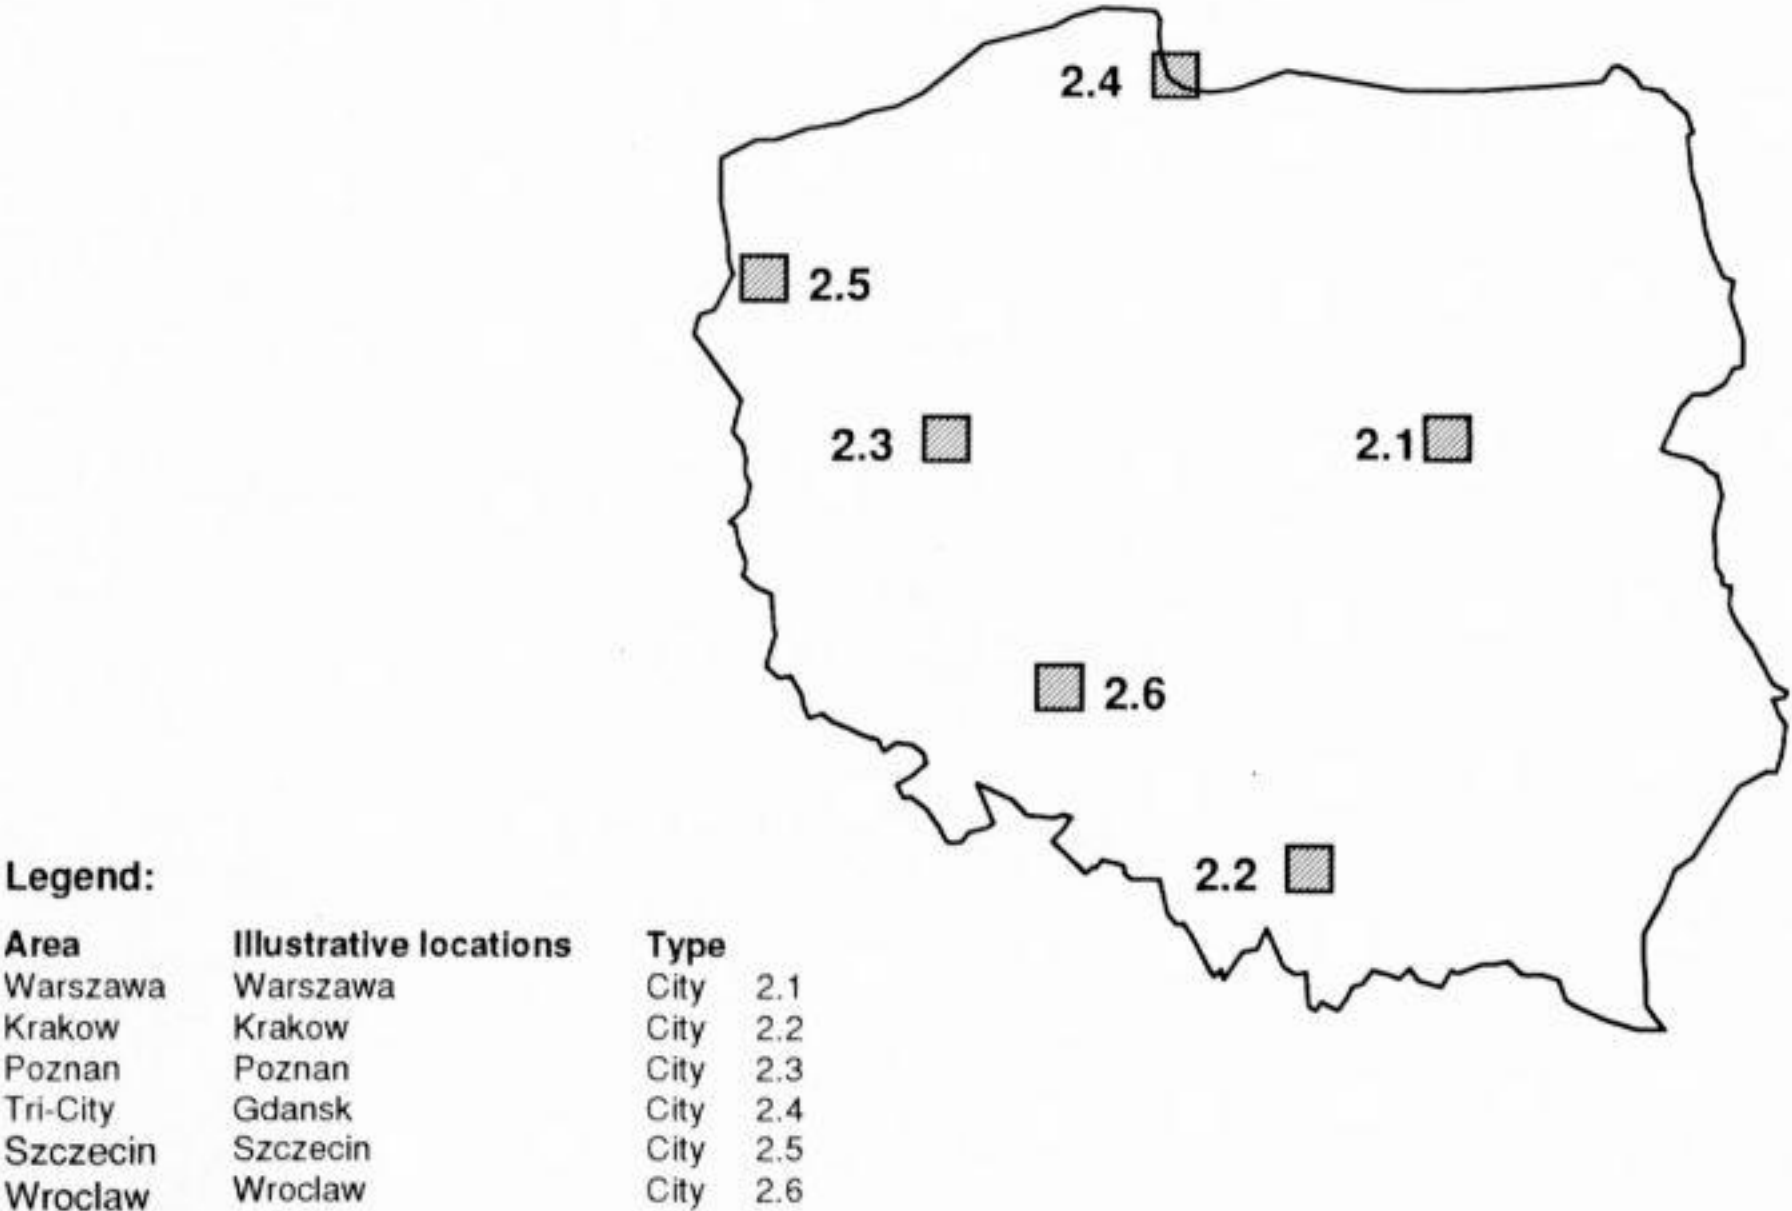 2.4
2.5
2.3
2.1
2.6
2.2
Legend:
Area Illustrative locations Type
Warszawa Warszawa City 2.1
Krakow Krakow City 2.2
Poznan Poznan City 2.3
Tri-City Gdansk City 2.4
Szczecin Szczecin City 2.5
Wroclaw Wroclaw City 2.6